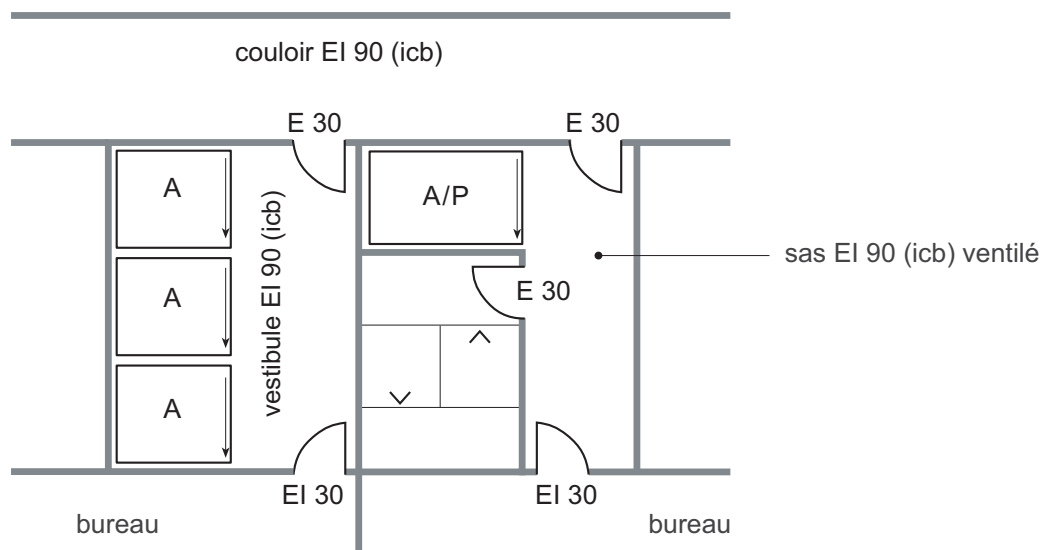 couloir EI 90 (icb)
E 30
E 30
A
A/P
vestibule EI 90 (icb)
sas EI 90 (icb) ventilé
E 30
A
A
EI 30
EI 30
bureau
bureau